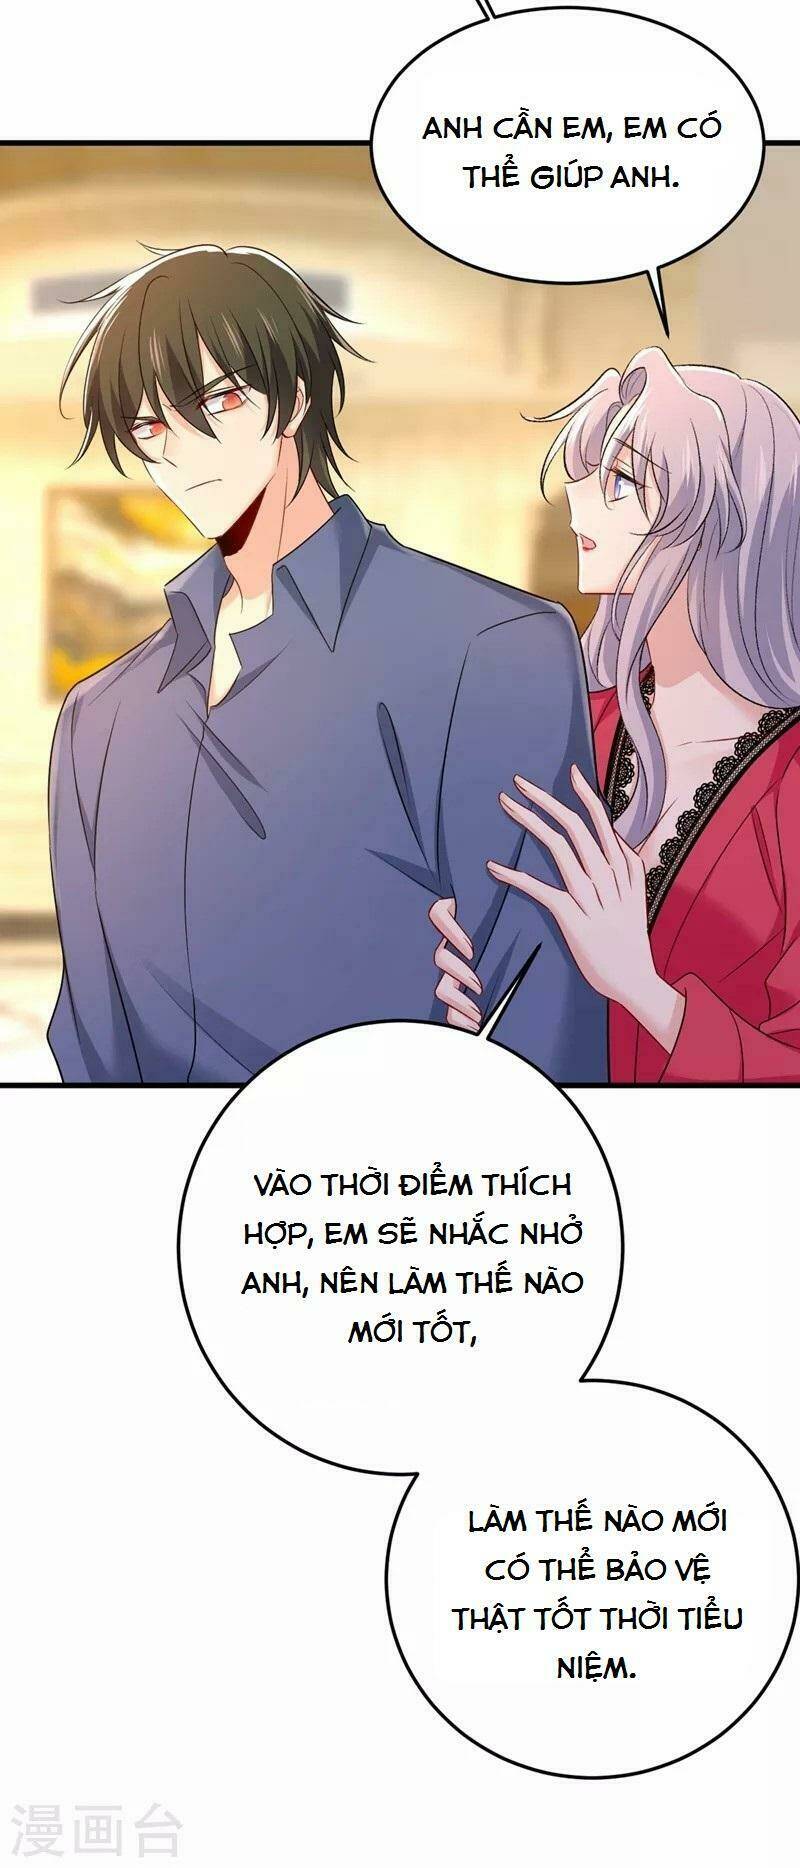 ANH CẦN EM, EM CÓ
THỂ GIÚP ANH.
VÀO THỜI ĐIỂM THÍCH
HỢP, EM SẼ NHẮC NHỞ
ANH, NÊN LÀM THẾ NÀO
MỚI TỐT,
LÀM THẾ NÀO MỚI
CÓ THỂ BẢO VỆ
THẬT TỐT THỜI TIỂU
NIỆM.
漫画台